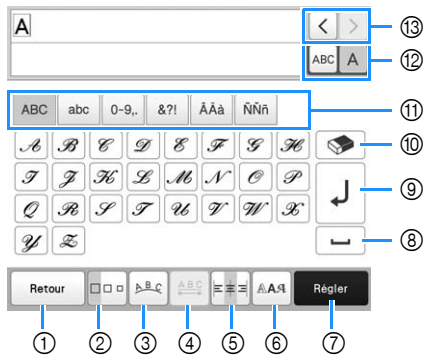 A < > ⑬
ABC A ⑫
ABC abc 0~9,. &?! ÄÂà ÑÑñ ⑪
A B C D E F G H ⑩
I J K L M N O P ⑨
Q R S T U V W X
Y Z ⑧
Retour ABC ABC AAA Régler
① ② ③ ④ ⑤ ⑥ ⑦